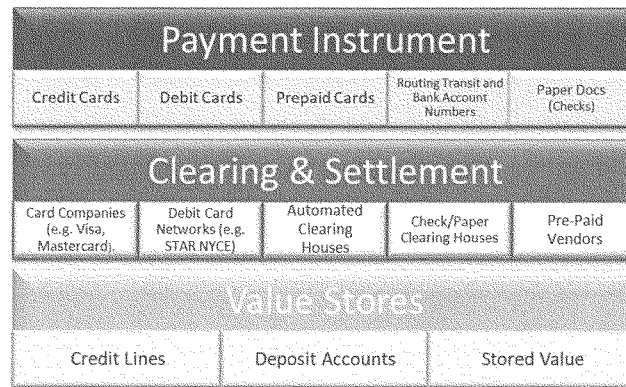 Payment Instrument
Credit Cards
Debit Cards
Prepaid Cards
Routing Transit and
Bank Account
Numbers
Paper Docs
(Checks)
Clearing & Settlement
Card Companies
(e.g. Visa,
Mastercard).
Debit Card
Networks (e.g.
STAR NYCE)
Automated
Clearing
Houses
Check/Paper
Clearing Houses
Pre-Paid
Vendors
Value Stores
Credit Lines
Deposit Accounts
Stored Value